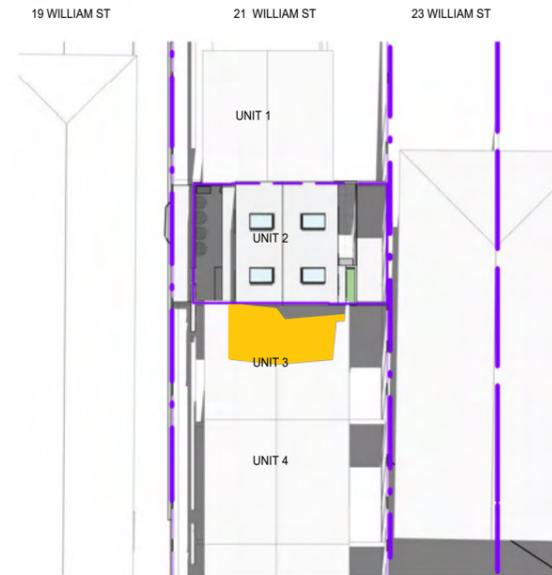 19 WILLIAM ST
21 WILLIAM ST
23 WILLIAM ST
UNIT 1
UNIT 2
UNIT 3
UNIT 4